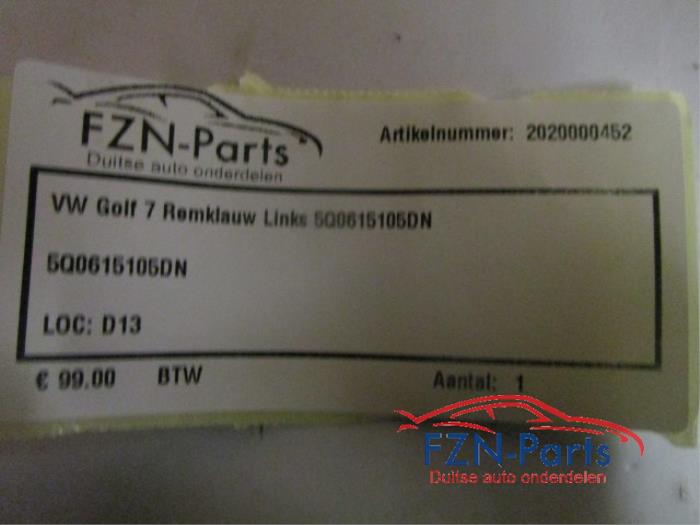 FZN-Parts
Duitse auto onderdelen
Artikelnummer: 2020000452
VW Golf 7 Remklauw Links 5Q0615105DN
5Q0615105DN
LOC: D13
€ 99.00 BTW Aantal: 1
FZN-Parts
Duitse auto onderdelen